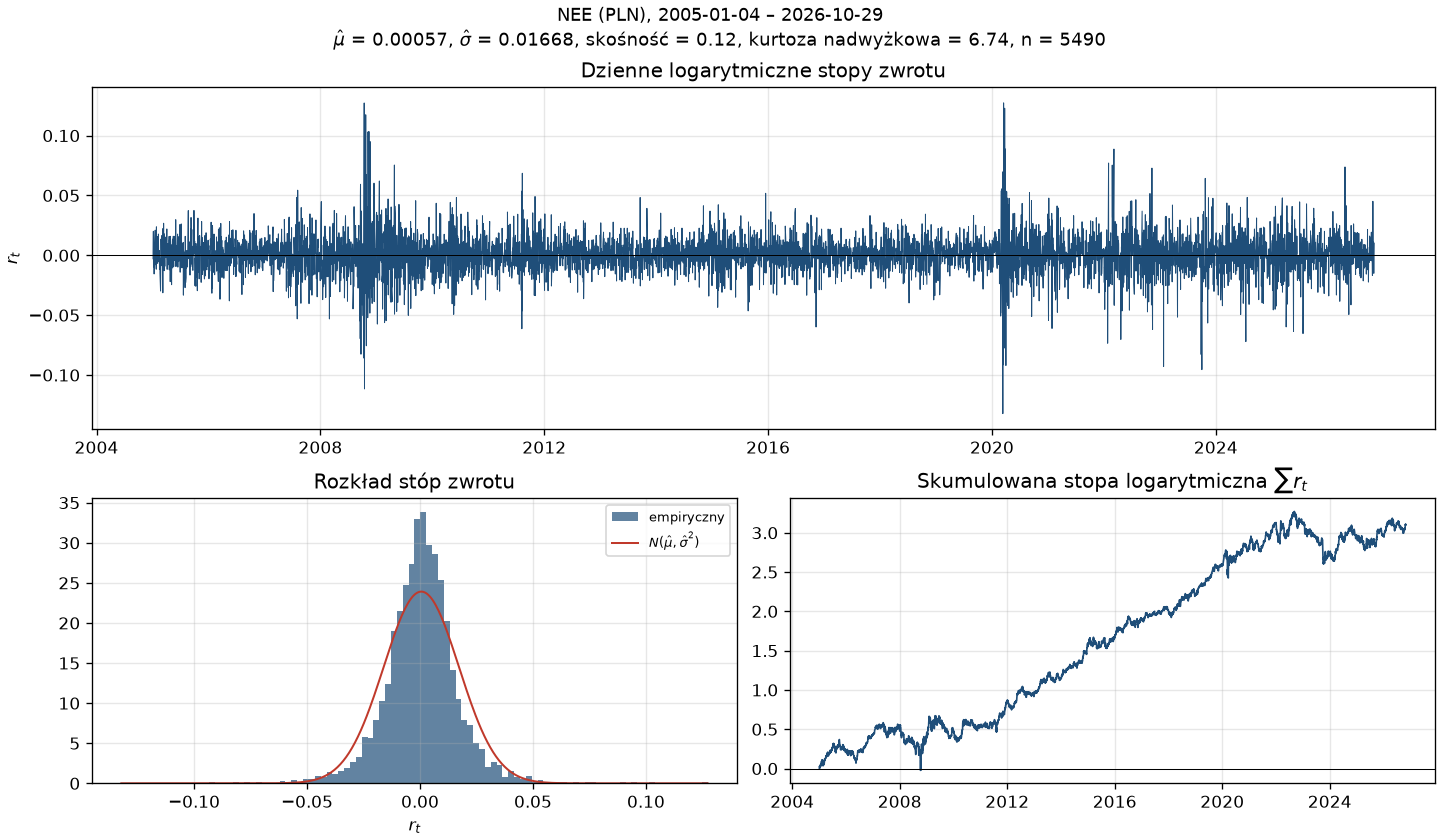 NEE (PLN), 2005-01-04 – 2026-10-29
μ̂ = 0.00057, σ̂ = 0.01668, skośność = 0.12, kurtoza nadwyżkowa = 6.74, n = 5490
Dzienne logarytmiczne stopy zwrotu
0.10
0.05
0.00
−0.05
−0.10
r_t
2004 2008 2012 2016 2020 2024
Rozkład stóp zwrotu
35
30
25
20
15
10
5
0
empiryczny
N(μ̂, σ̂²)
−0.10 −0.05 0.00 0.05 0.10
r_t
Skumulowana stopa logarytmiczna ∑r_t
3.0
2.5
2.0
1.5
1.0
0.5
0.0
2004 2008 2012 2016 2020 2024